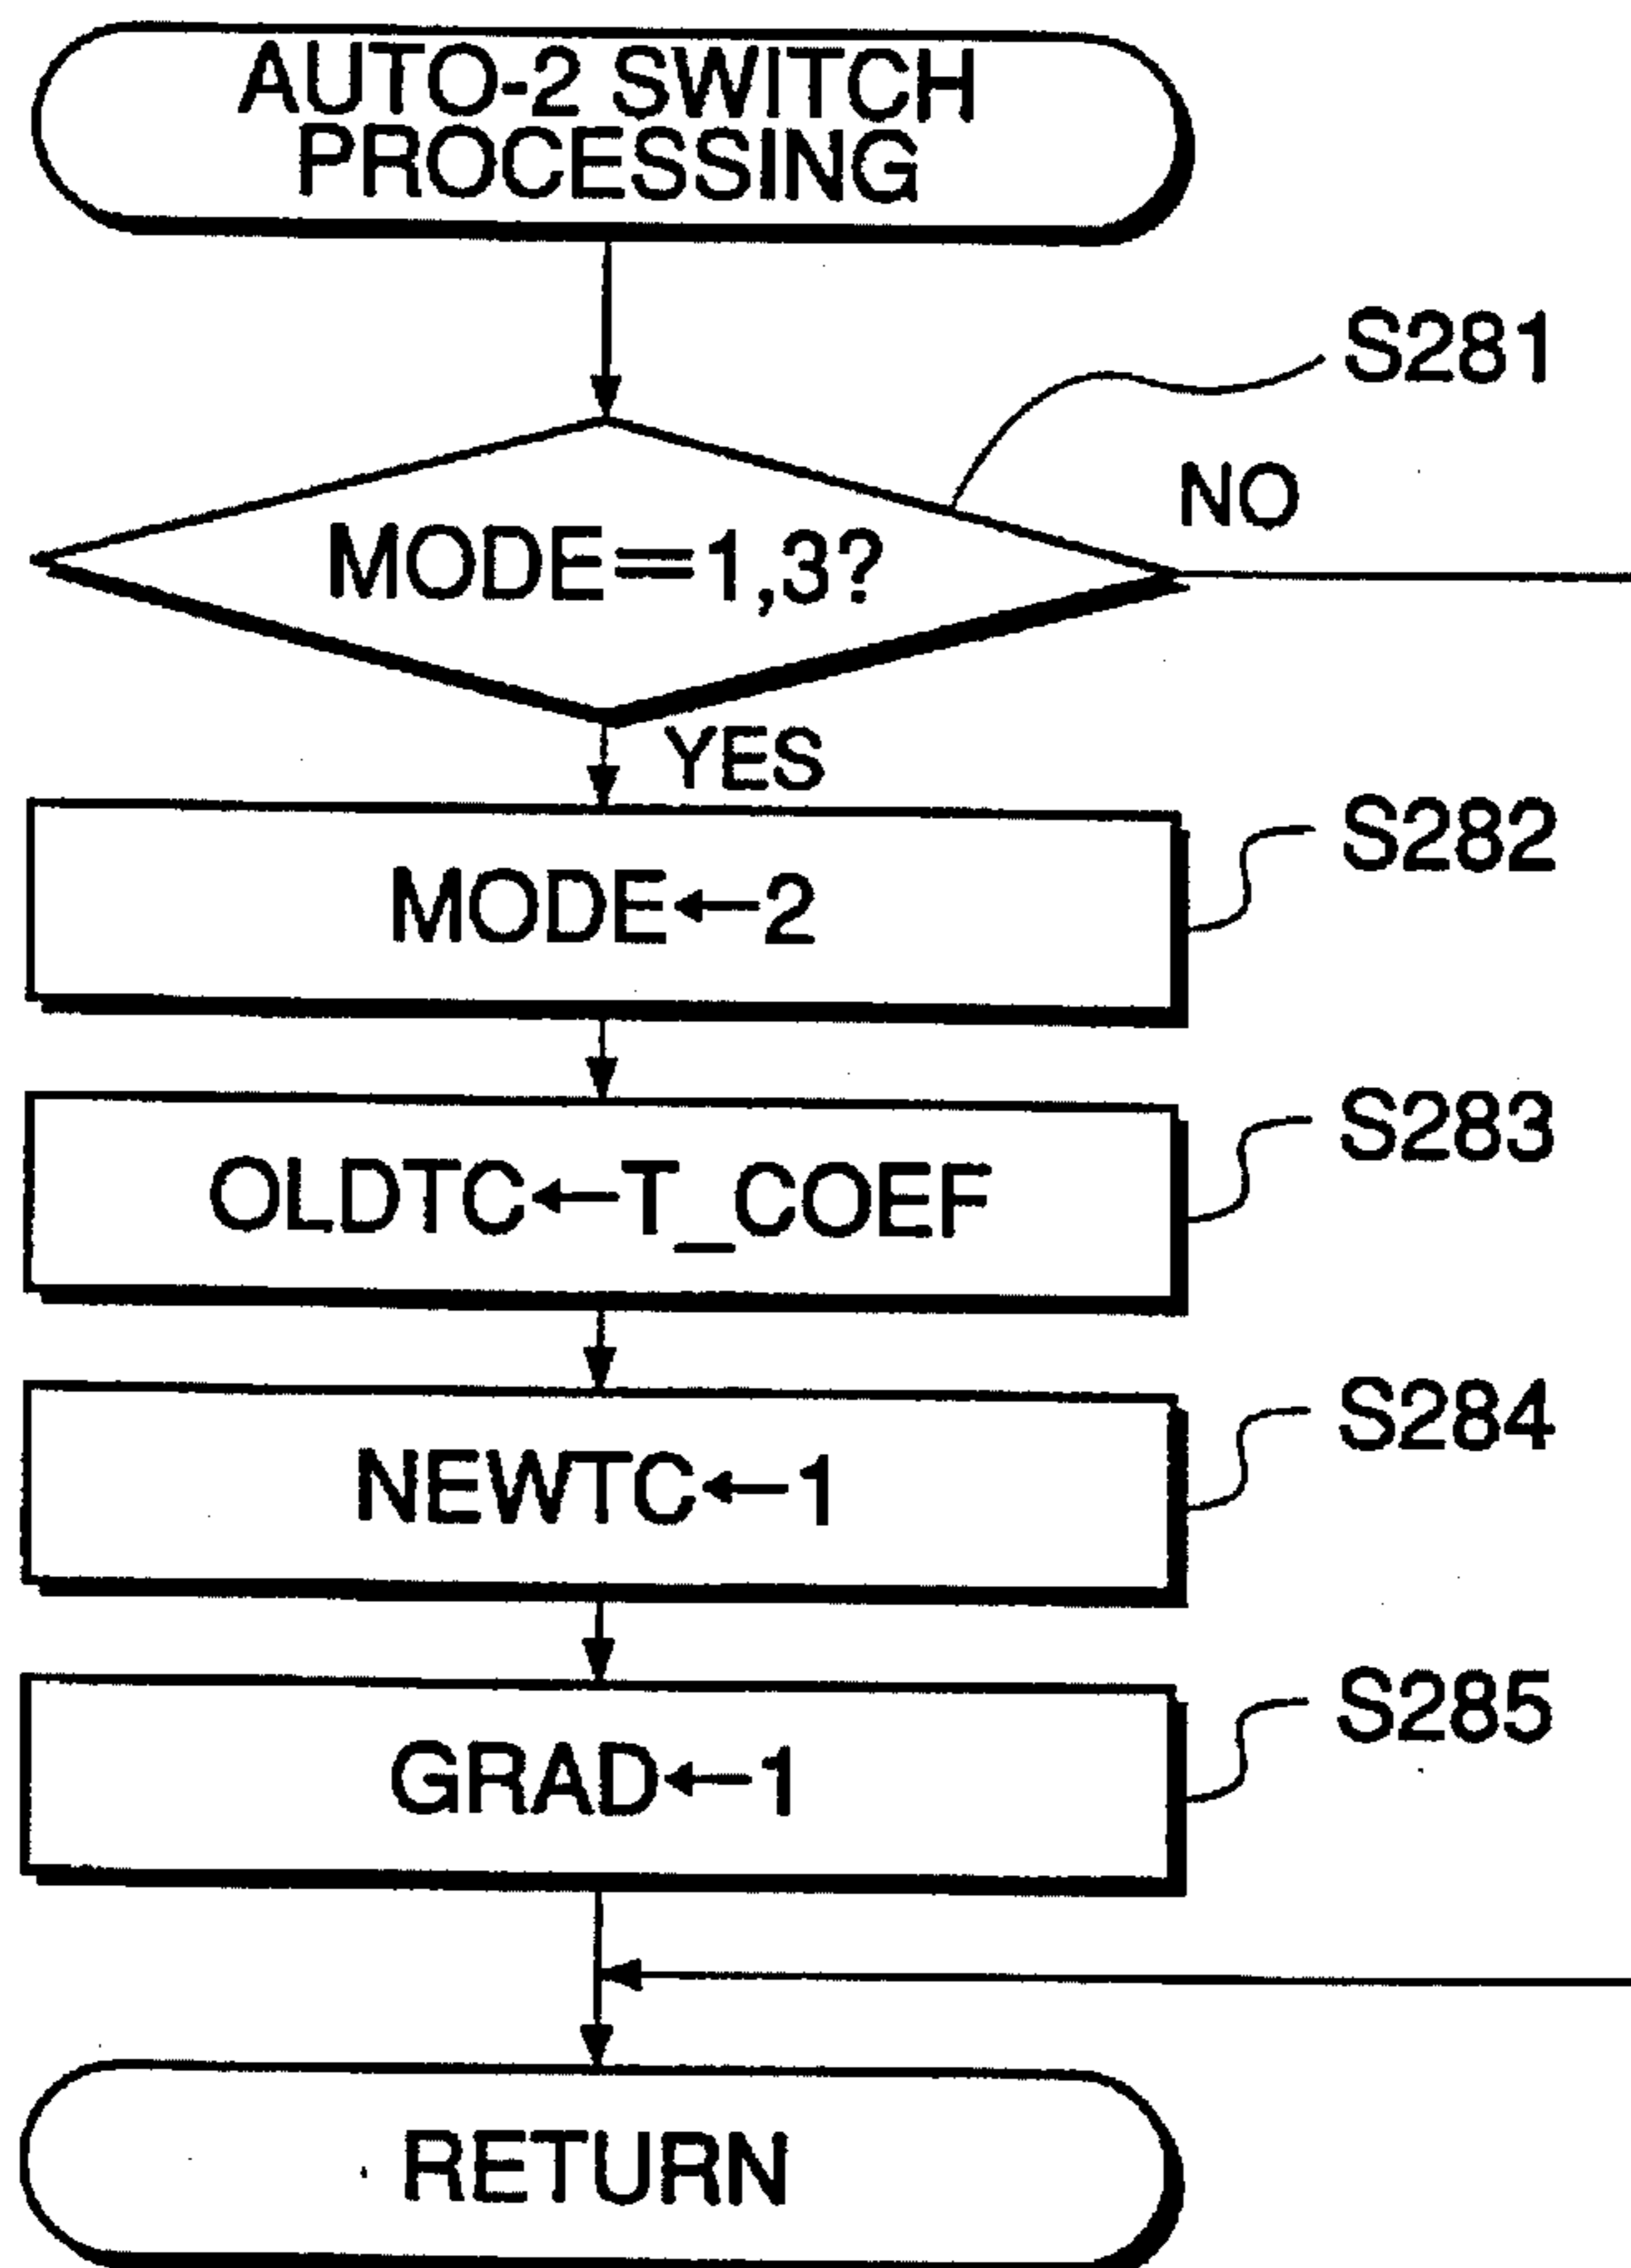 AUTO-2 SWITCH
PROCESSING
S281
NO
MODE=1,3?
YES
S282
MODE←2
S283
OLDTC←T_COEF
S284
NEWTC←1
S285
GRAD←1
RETURN